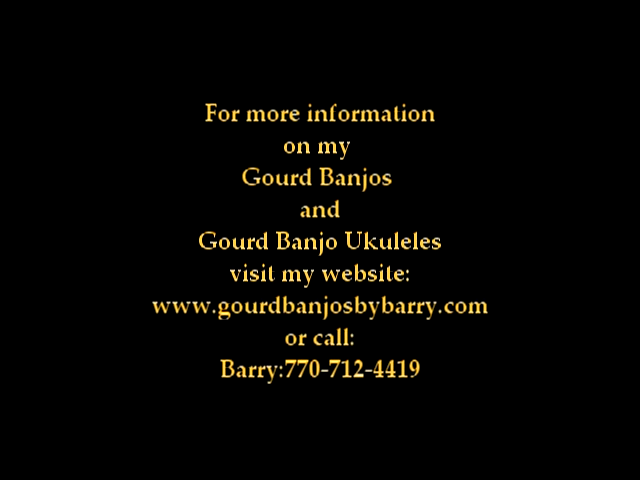 For more information
on my
Gourd Banjos
and
Gourd Banjo Ukuleles
visit my website:
www.gourdbanjosbybarry.com
or call:
Barry:770-712-4419